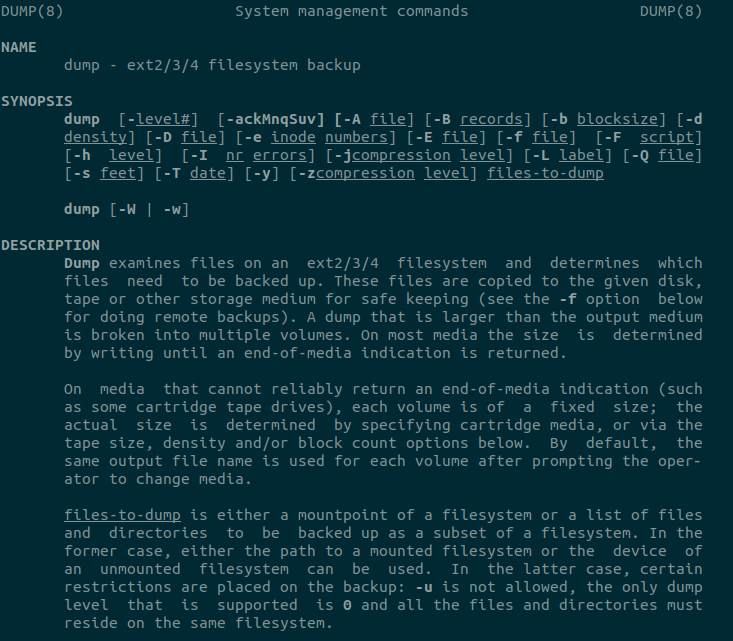 DUMP(8) System management commands DUMP(8)
NAME
dump - ext2/3/4 filesystem backup
SYNOPSIS
dump [-level#] [-ackMnqSuv] [-A file] [-B records] [-b blocksize] [-d
density] [-D file] [-e inode numbers] [-E file] [-f file] [-F script]
[-h level] [-I nr errors] [-jcompression level] [-L label] [-Q file]
[-s feet] [-T date] [-y] [-zcompression level] files-to-dump
dump [-W | -w]
DESCRIPTION
Dump examines files on an ext2/3/4 filesystem and determines which
files need to be backed up. These files are copied to the given disk,
tape or other storage medium for safe keeping (see the -f option below
for doing remote backups). A dump that is larger than the output medium
is broken into multiple volumes. On most media the size is determined
by writing until an end-of-media indication is returned.
On media that cannot reliably return an end-of-media indication (such
as some cartridge tape drives), each volume is of a fixed size; the
actual size is determined by specifying cartridge media, or via the
tape size, density and/or block count options below. By default, the
same output file name is used for each volume after prompting the oper-
ator to change media.
files-to-dump is either a mountpoint of a filesystem or a list of files
and directories to be backed up as a subset of a filesystem. In the
former case, either the path to a mounted filesystem or the device of
an unmounted filesystem can be used. In the latter case, certain
restrictions are placed on the backup: -u is not allowed, the only dump
level that is supported is 0 and all the files and directories must
reside on the same filesystem.